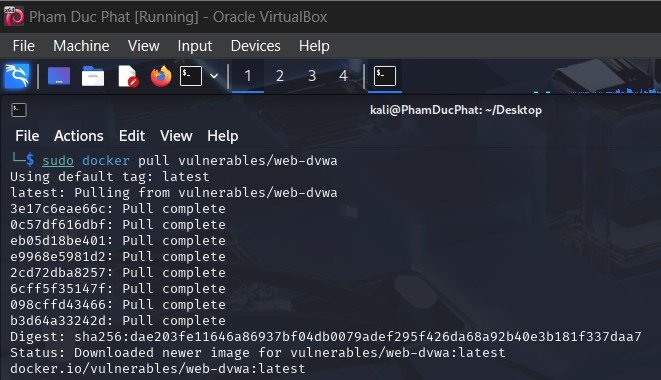 Pham Duc Phat [Running] - Oracle VirtualBox
File Machine View Input Devices Help
1 2 3 4
kali@PhamDucPhat: ~/Desktop
File Actions Edit View Help
└─$ sudo docker pull vulnerables/web-dvwa
Using default tag: latest
latest: Pulling from vulnerables/web-dvwa
3e17c6eae66c: Pull complete
0c57df616dbf: Pull complete
eb05d18be401: Pull complete
e9968e5981d2: Pull complete
2cd72dba8257: Pull complete
6cff5f35147f: Pull complete
098cffd43466: Pull complete
b3d64a33242d: Pull complete
Digest: sha256:dae203fe11646a86937bf04db0079adef295f426da68a92b40e3b181f337daa7
Status: Downloaded newer image for vulnerables/web-dvwa:latest
docker.io/vulnerables/web-dvwa:latest